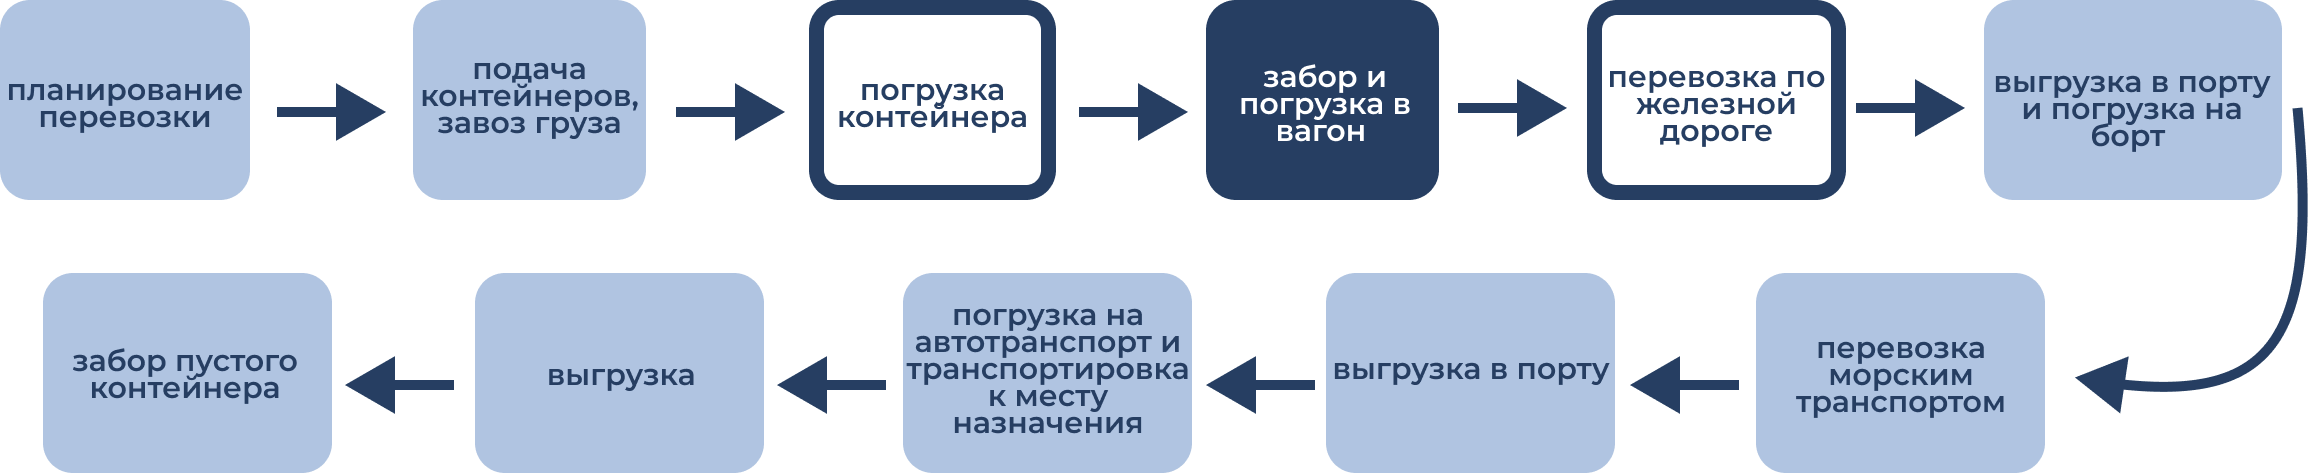 планирование
перевозки
подача
контейнеров,
завоз груза
погрузка
контейнера
забор и
погрузка в
вагон
перевозка по
железной
дороге
выгрузка в порту
и погрузка на
борт
перевозка
морским
транспортом
выгрузка в порту
погрузка на
автотранспорт и
транспортировка
к месту
назначения
выгрузка
забор пустого
контейнера